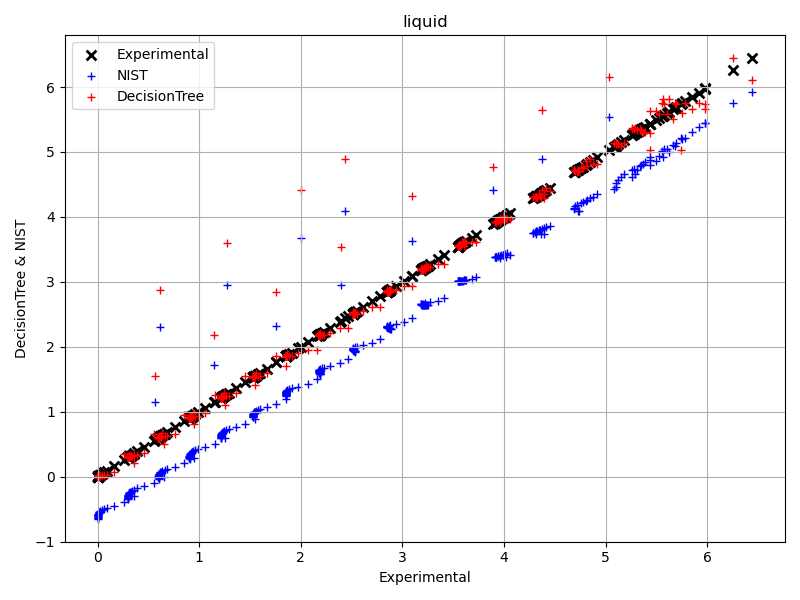 liquid
Experimental
NIST
DecisionTree
DecisionTree & NIST
6
5
4
3
2
1
0
−1
0 1 2 3 4 5 6
Experimental